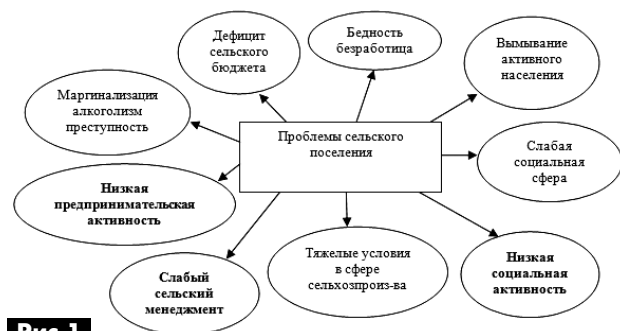 Дефицит
сельского
бюджета
Бедность
безработица
Вымывание
активного
населения
Маргинализация
алкоголизм
преступность
Проблемы сельского
поселения
Слабая
социальная
сфера
Низкая
предпринимательская
активность
Слабый
сельский
менеджмент
Тяжелые условия
в сфере
сельхозпроиз-ва
Низкая
социальная
активность
Рис.1